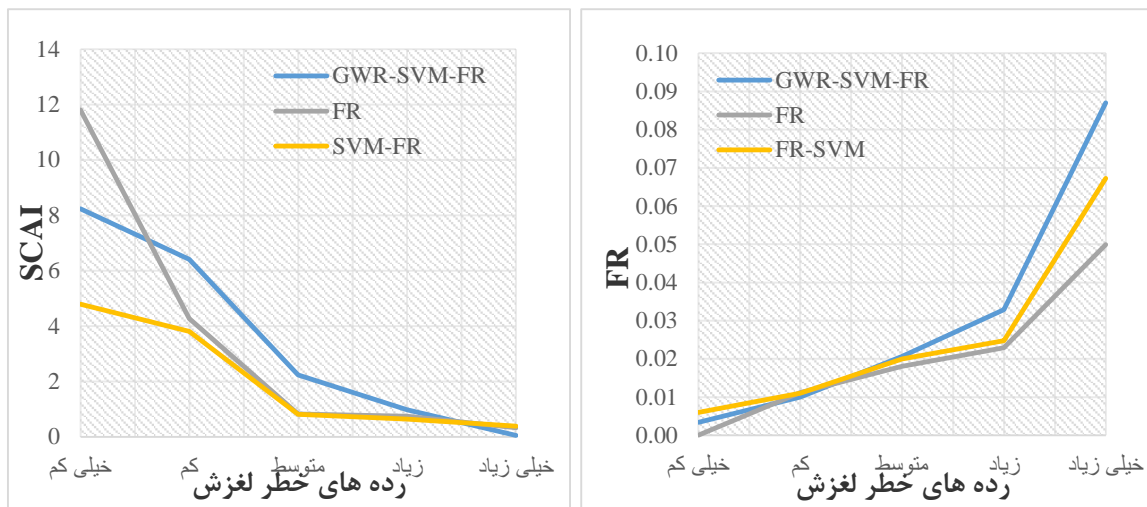 14
12
10
8
6
4
2
0
SCAI
GWR-SVM-FR
FR
SVM-FR
خیلی کم
کم
متوسط
زیاد
خیلی زیاد
رده های خطر لغزش
0.10
0.09
0.08
0.07
0.06
0.05
0.04
0.03
0.02
0.01
0.00
FR
GWR-SVM-FR
FR
FR-SVM
خیلی کم
کم
متوسط
زیاد
خیلی زیاد
رده های خطر لغزش